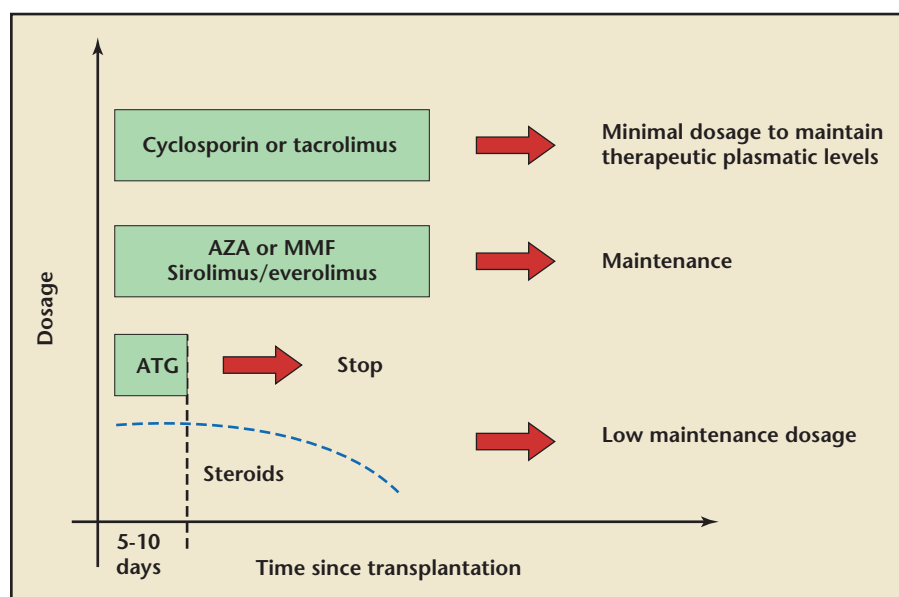 Cyclosporin or tacrolimus
Minimal dosage to maintain
therapeutic plasmatic levels
AZA or MMF
Sirolimus/everolimus
Maintenance
Dosage
ATG
Stop
Low maintenance dosage
Steroids
5-10
days
Time since transplantation